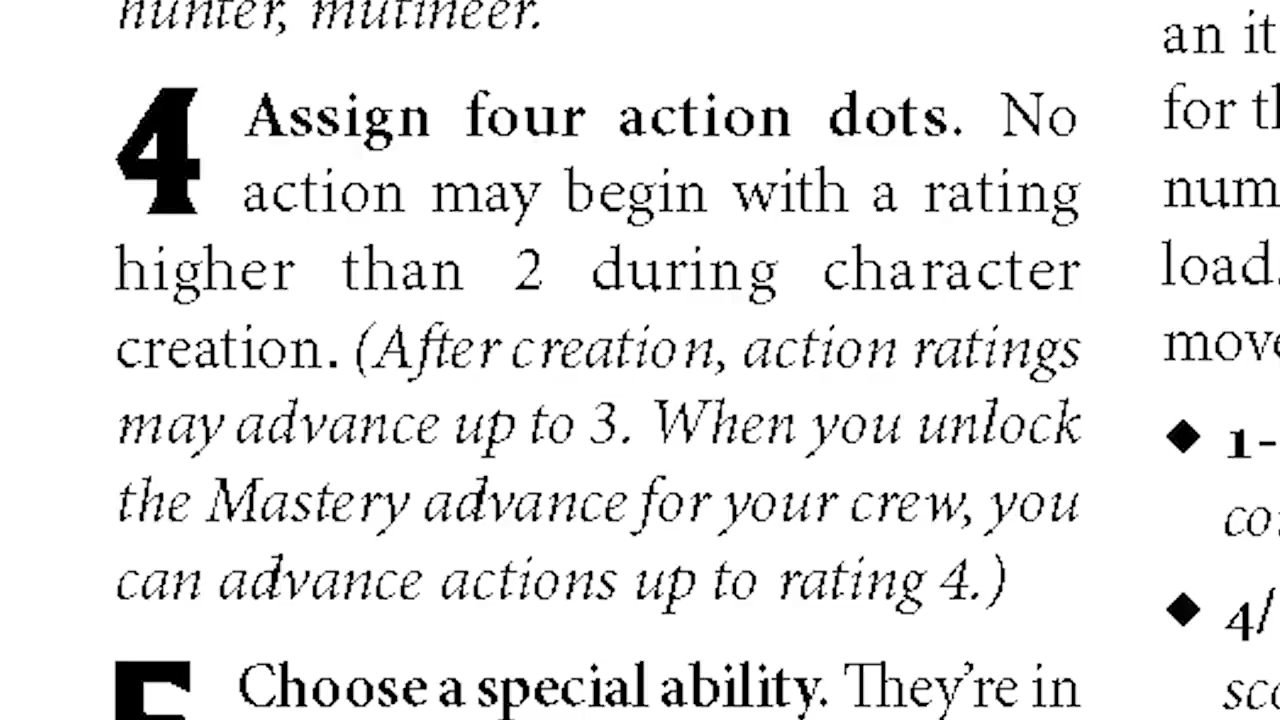 hunter, mutineer.
4 Assign four action dots. No
action may begin with a rating
higher than 2 during character
creation. (After creation, action ratings
may advance up to 3. When you unlock
the Mastery advance for your crew, you
can advance actions up to rating 4.)
5 Choose a special ability. They’re in
an it
for th
num
load.
move
◆ 1-
co
◆ 4/
sco